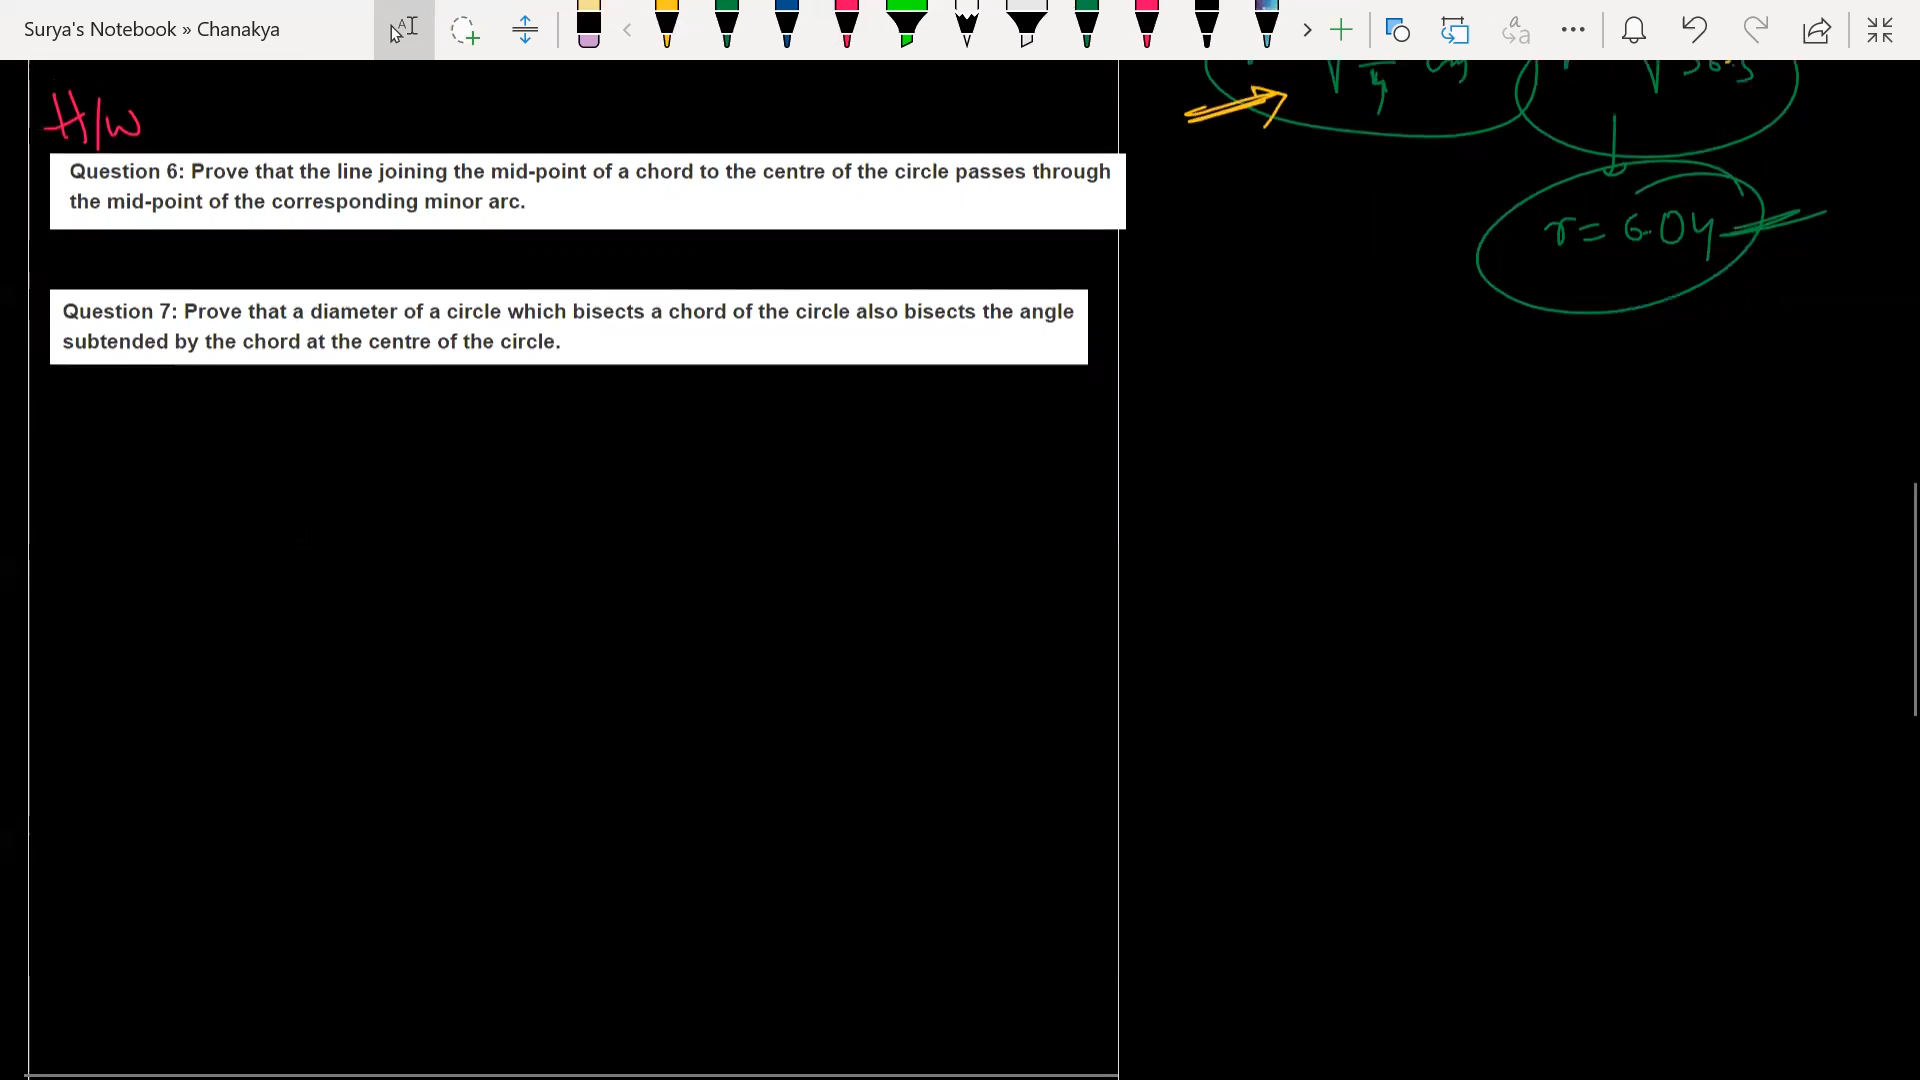 Surya's Notebook » Chanakya
H/W
Question 6: Prove that the line joining the mid-point of a chord to the centre of the circle passes through
the mid-point of the corresponding minor arc.
Question 7: Prove that a diameter of a circle which bisects a chord of the circle also bisects the angle
subtended by the chord at the centre of the circle.
r = 6.04